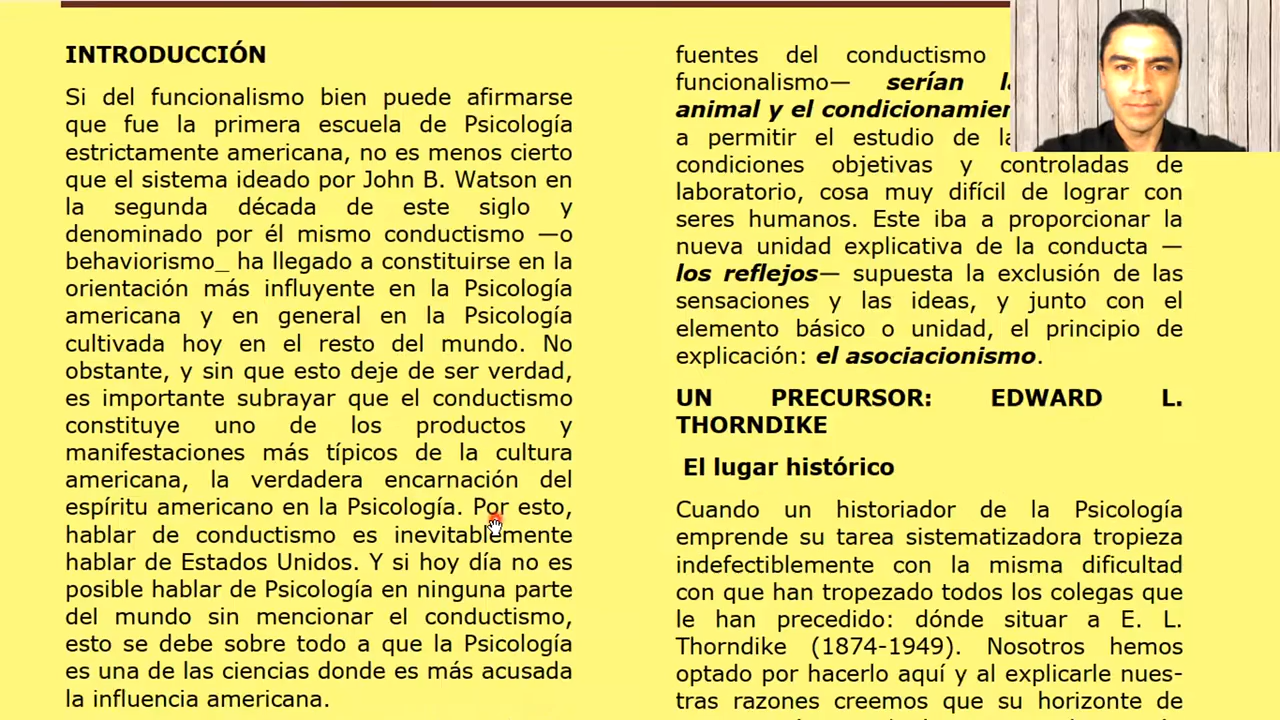 INTRODUCCIÓN
Si del funcionalismo bien puede afirmarse
que fue la primera escuela de Psicología
estrictamente americana, no es menos cierto
que el sistema ideado por John B. Watson en
la segunda década de este siglo y
denominado por él mismo conductismo —o
behaviorismo_ ha llegado a constituirse en la
orientación más influyente en la Psicología
americana y en general en la Psicología
cultivada hoy en el resto del mundo. No
obstante, y sin que esto deje de ser verdad,
es importante subrayar que el conductismo
constituye uno de los productos y
manifestaciones más típicos de la cultura
americana, la verdadera encarnación del
espíritu americano en la Psicología. Por esto,
hablar de conductismo es inevitablemente
hablar de Estados Unidos. Y si hoy día no es
posible hablar de Psicología en ninguna parte
del mundo sin mencionar el conductismo,
esto se debe sobre todo a que la Psicología
es una de las ciencias donde es más acusada
la influencia americana.
fuentes del conductismo
funcionalismo— serían
animal y el
a permitir el estudio de
condiciones objetivas y controladas de
laboratorio, cosa muy difícil de lograr con
seres humanos. Este iba a proporcionar la
nueva unidad explicativa de la conducta —
los reflejos— supuesta la exclusión de las
sensaciones y las ideas, y junto con el
elemento básico o unidad, el principio de
explicación: el asociacionismo.
UN PRECURSOR: EDWARD L.
THORNDIKE
El lugar histórico
Cuando un historiador de la Psicología
emprende su tarea sistematizadora tropieza
indefectiblemente con la misma dificultad
con que han tropezado todos los colegas que
le han precedido: dónde situar a E. L.
Thorndike (1874-1949). Nosotros hemos
optado por hacerlo aquí y al explicarle nues-
tras razones creemos que su horizonte de